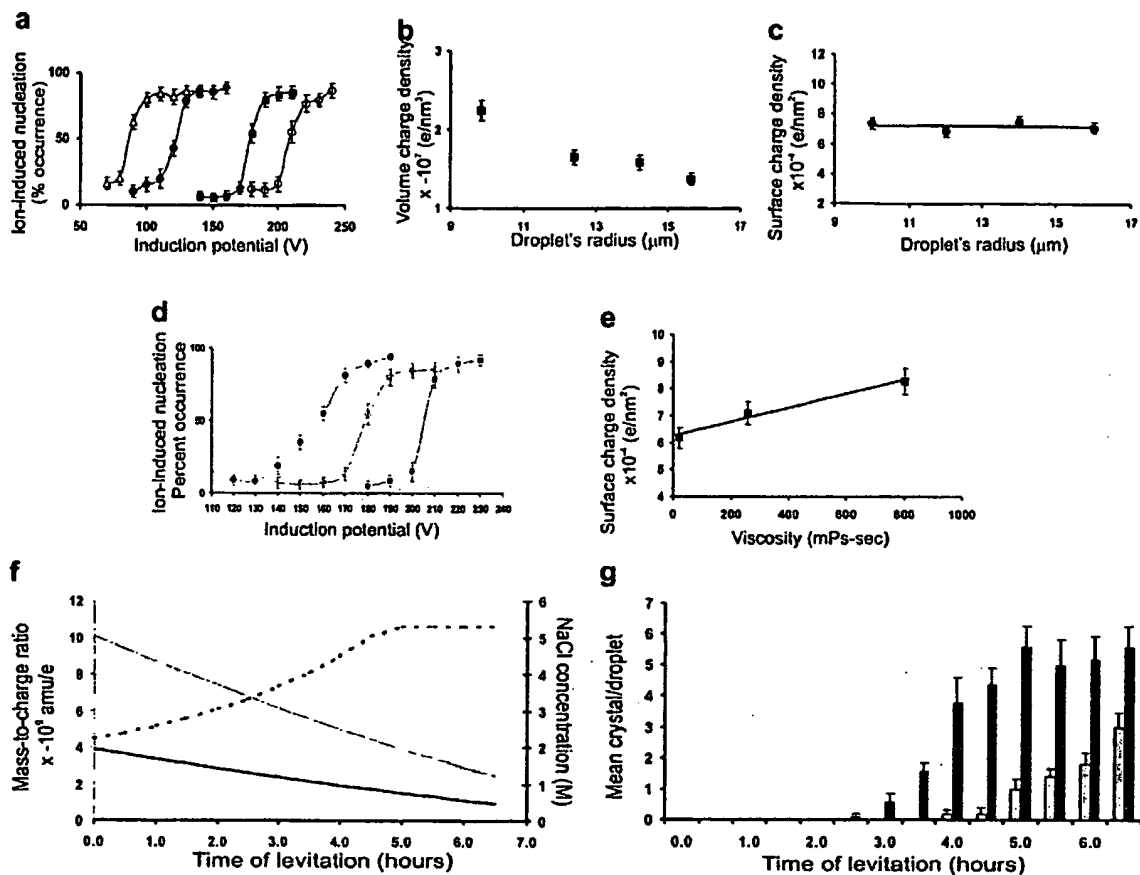 a
Ion-induced nucleation
(% occurrence)
100
50
0
50 100 150 200 250
Induction potential (V)
b
Volume charge density
x -10⁷ (e/nm³)
3
2
1
9 11 13 15 17
Droplet's radius (μm)
c
Surface charge density
x10⁻⁴ (e/nm²)
12
10
8
6
4
2
9 11 13 15 17
Droplet's radius (μm)
d
Ion-induced nucleation
Percent occurrence
100
50
0
110 120 130 140 150 160 170 180 190 200 210 220 230 240
Induction potential (V)
e
Surface charge density
x10⁻⁴ (e/nm²)
10
9
8
7
6
5
4
0 200 400 600 800 1000
Viscosity (mPs-sec)
f
Mass-to-charge ratio
x -10⁹ amu/e
12
10
8
6
4
2
0
NaCl concentration (M)
6
5
4
3
2
1
0
0.0 1.0 2.0 3.0 4.0 5.0 6.0 7.0
Time of levitation (hours)
g
Mean crystal/droplet
7
6
5
4
3
2
1
0
0.0 1.0 2.0 3.0 4.0 5.0 6.0
Time of levitation (hours)